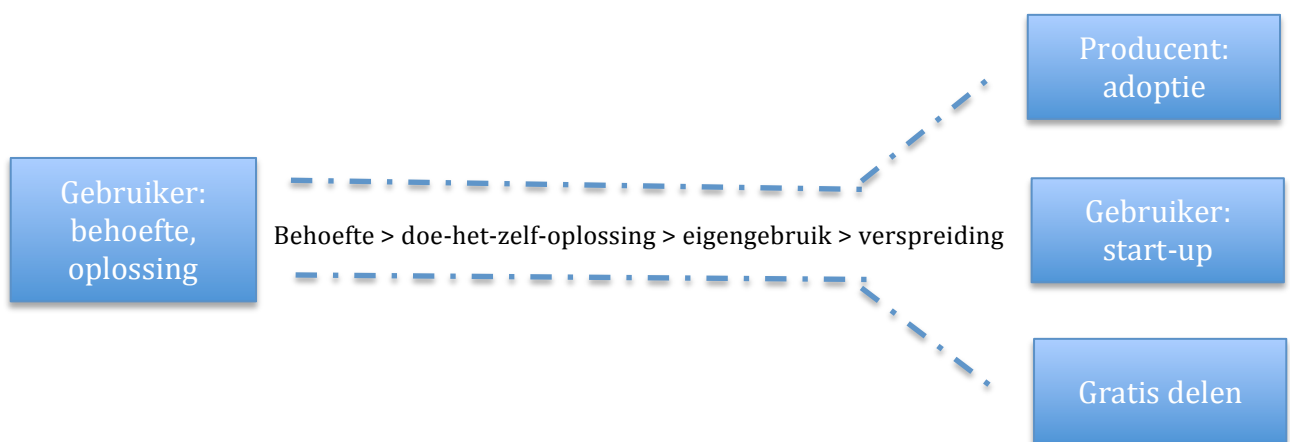 Gebruiker:
behoefte,
oplossing
Behoefte > doe-het-zelf-oplossing > eigengebruik > verspreiding
Producent:
adoptie
Gebruiker:
start-up
Gratis delen